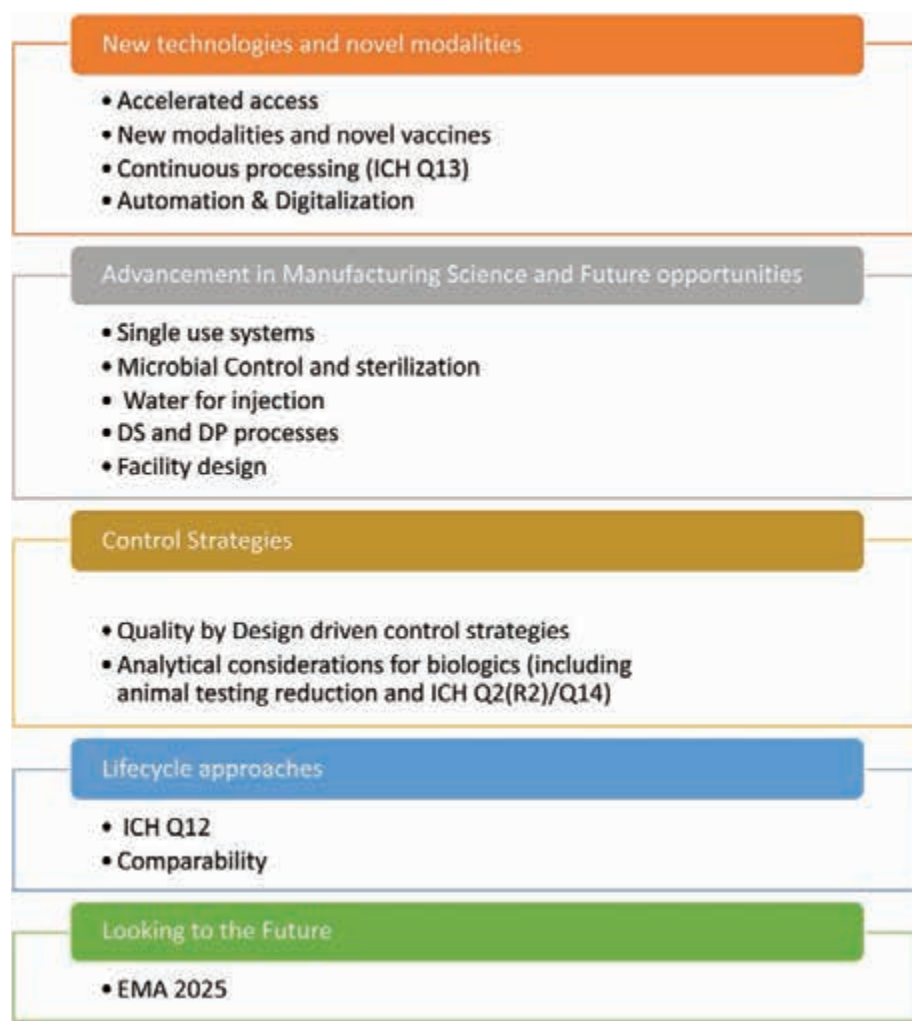 New technologies and novel modalities
• Accelerated access
• New modalities and novel vaccines
• Continuous processing (ICH Q13)
• Automation & Digitalization
Advancement in Manufacturing Science and Future opportunities
• Single use systems
• Microbial Control and sterilization
• Water for injection
• DS and DP processes
• Facility design
Control Strategies
• Quality by Design driven control strategies
• Analytical considerations for biologics (including
animal testing reduction and ICH Q2(R2)/Q14)
Lifecycle approaches
• ICH Q12
• Comparability
Looking to the Future
• EMA 2025